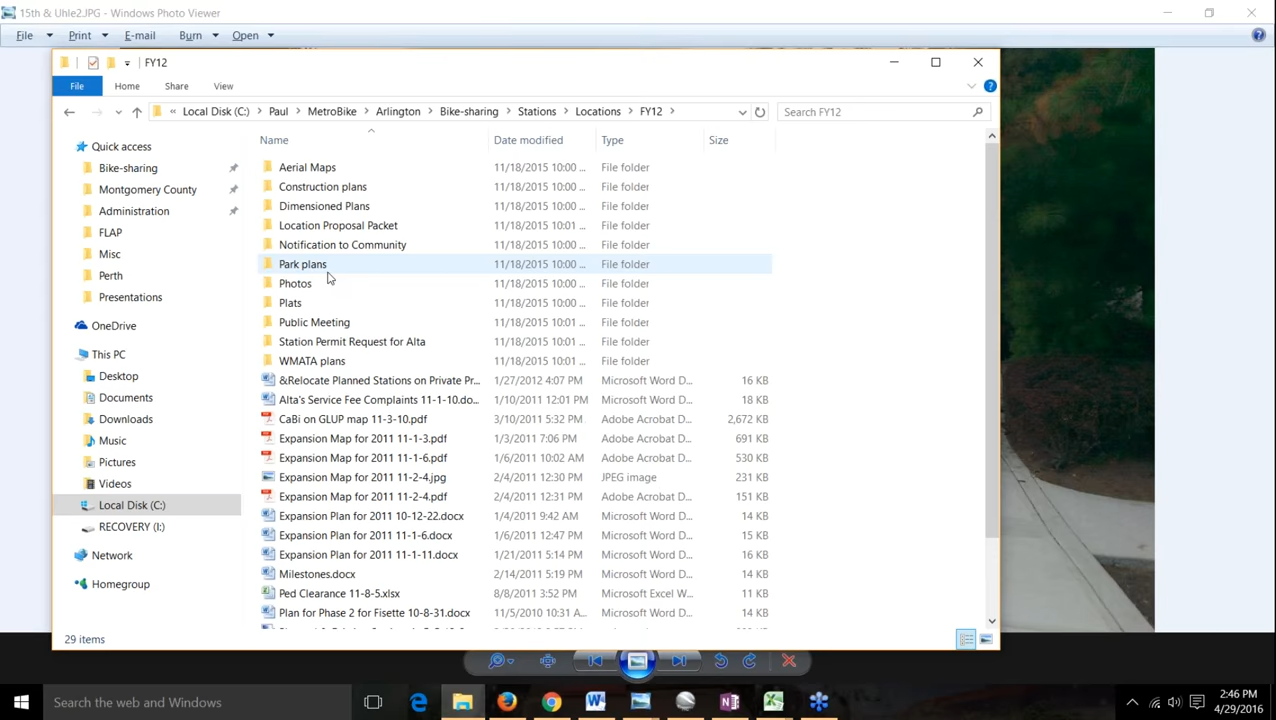 15th & Uhle2.JPG - Windows Photo Viewer
File Print E-mail Burn Open
FY12
File Home Share View
« Local Disk (C:) > Paul > MetroBike > Arlington > Bike-sharing > Stations > Locations > FY12 >
Search FY12
Name Date modified Type Size
Quick access
Bike-sharing
Montgomery County
Administration
FLAP
Misc
Perth
Presentations
OneDrive
This PC
Desktop
Documents
Downloads
Music
Pictures
Videos
Local Disk (C:)
RECOVERY (I:)
Network
Homegroup
Aerial Maps 11/18/2015 10:00 ... File folder
Construction plans 11/18/2015 10:00 ... File folder
Dimensioned Plans 11/18/2015 10:00 ... File folder
Location Proposal Packet 11/18/2015 10:01 ... File folder
Notification to Community 11/18/2015 10:00 ... File folder
Park plans 11/18/2015 10:00 ... File folder
Photos 11/18/2015 10:00 ... File folder
Plats 11/18/2015 10:00 ... File folder
Public Meeting 11/18/2015 10:01 ... File folder
Station Permit Request for Alta 11/18/2015 10:01 ... File folder
WMATA plans 11/18/2015 10:01 ... File folder
&Relocate Planned Stations on Private Pr... 1/27/2012 4:07 PM Microsoft Word D... 16 KB
Alta's Service Fee Complaints 11-1-10.do... 1/10/2011 12:01 PM Microsoft Word D... 18 KB
CaBi on GLUP map 11-3-10.pdf 3/10/2011 5:32 PM Adobe Acrobat D... 2,672 KB
Expansion Map for 2011 11-1-3.pdf 1/3/2011 7:06 PM Adobe Acrobat D... 691 KB
Expansion Map for 2011 11-1-6.pdf 1/6/2011 10:02 AM Adobe Acrobat D... 530 KB
Expansion Map for 2011 11-2-4.jpg 2/4/2011 12:30 PM JPEG image 231 KB
Expansion Map for 2011 11-2-4.pdf 2/4/2011 12:31 PM Adobe Acrobat D... 151 KB
Expansion Plan for 2011 10-12-22.docx 1/4/2011 9:42 AM Microsoft Word D... 14 KB
Expansion Plan for 2011 11-1-6.docx 1/6/2011 12:47 PM Microsoft Word D... 15 KB
Expansion Plan for 2011 11-1-11.docx 1/21/2011 5:14 PM Microsoft Word D... 16 KB
Milestones.docx 2/14/2011 5:19 PM Microsoft Word D... 14 KB
Ped Clearance 11-8-5.xlsx 8/8/2011 3:52 PM Microsoft Excel W... 11 KB
Plan for Phase 2 for Fisette 10-8-31.docx 11/5/2010 10:31 A... Microsoft Word D... 14 KB
29 items
Search the web and Windows
2:46 PM
4/29/2016